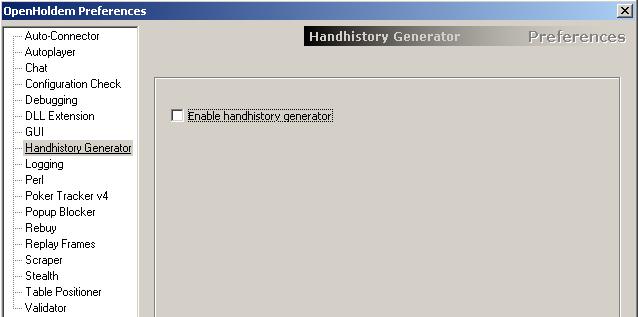 OpenHoldem Preferences
Auto-Connector
Autoplayer
Chat
Configuration Check
Debugging
DLL Extension
GUI
Handhistory Generator
Logging
Perl
Poker Tracker v4
Popup Blocker
Rebuy
Replay Frames
Scraper
Stealth
Table Positioner
Validator
Handhistory Generator Preferences
Enable handhistory generator